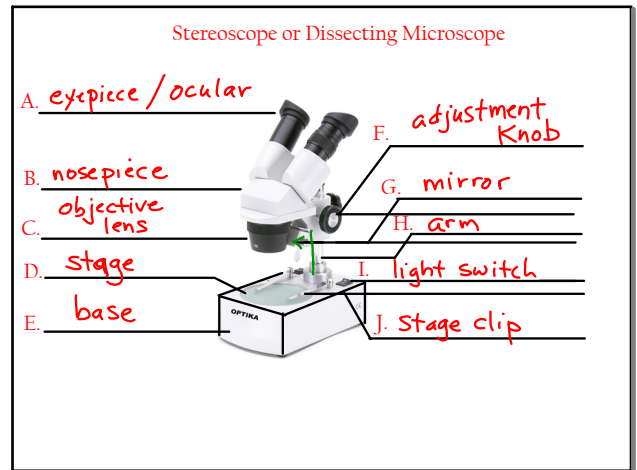 Stereoscope or Dissecting Microscope
A. eyepiece / ocular
B. nosepiece
C. objective
lens
D. stage
E. base
F. adjustment
Knob
G. mirror
H. arm
I. light switch
J. Stage clip
OPTIKA